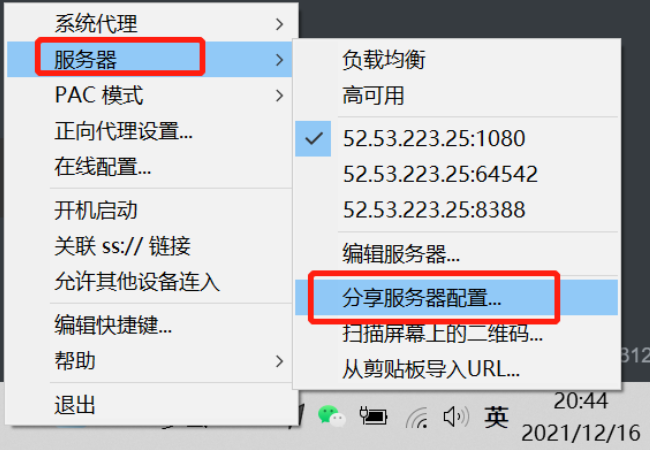 系统代理
服务器
PAC 模式
正向代理设置...
在线配置...
开机启动
关联 ss:// 链接
允许其他设备连入
编辑快捷键...
帮助
退出
负载均衡
高可用
52.53.223.25:1080
52.53.223.25:64542
52.53.223.25:8388
编辑服务器...
分享服务器配置...
扫描屏幕上的二维码...
从剪贴板导入URL...
312
英
20:44
2021/12/16